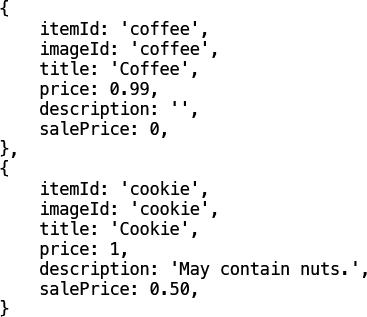 {
    itemId: 'coffee',
    imageId: 'coffee',
    title: 'Coffee',
    price: 0.99,
    description: '',
    salePrice: 0,
},
{
    itemId: 'cookie',
    imageId: 'cookie',
    title: 'Cookie',
    price: 1,
    description: 'May contain nuts.',
    salePrice: 0.50,
}